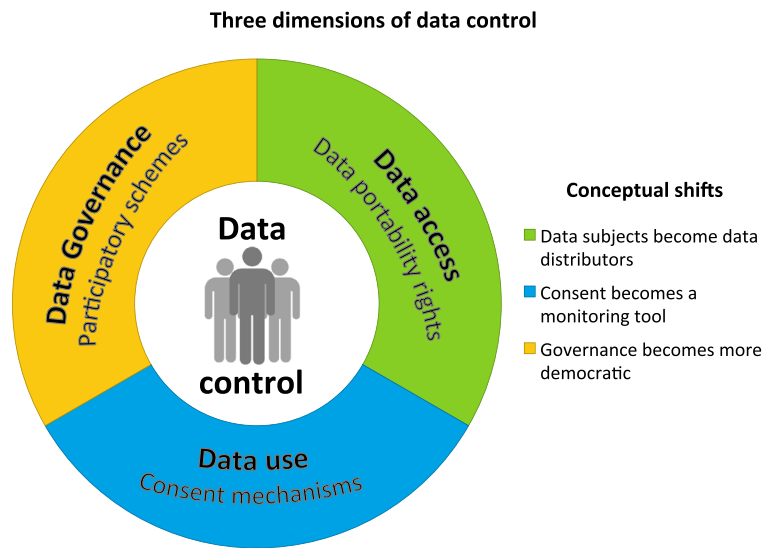 Three dimensions of data control
Data Governance
Participatory schemes
Data access
Data portability rights
Data
control
Data use
Consent mechanisms
Conceptual shifts
Data subjects become data
distributors
Consent becomes a
monitoring tool
Governance becomes more
democratic